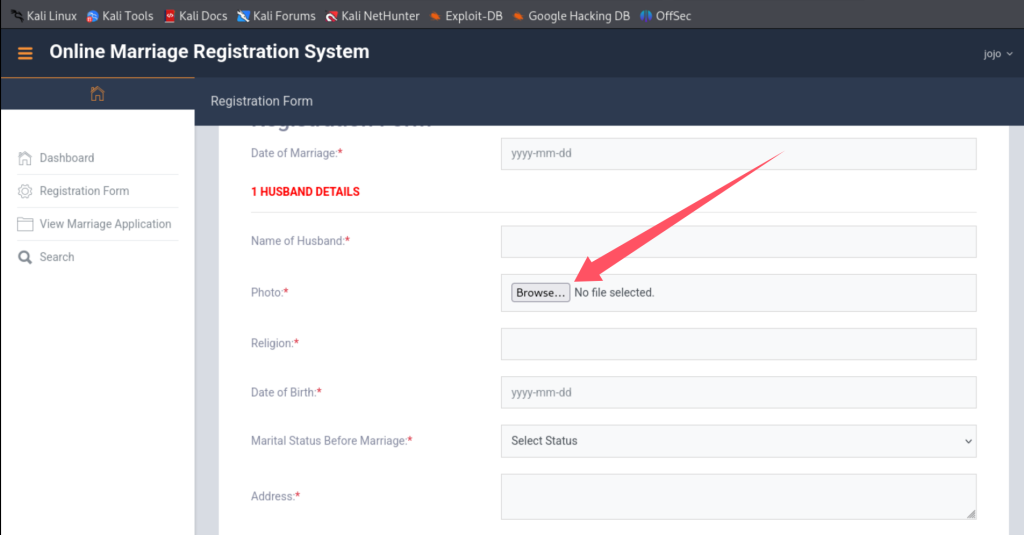 Kali Linux Kali Tools Kali Docs Kali Forums Kali NetHunter Exploit-DB Google Hacking DB OffSec
Online Marriage Registration System
jojo
Registration Form
Registration Form
Date of Marriage:* yyyy-mm-dd
Dashboard
1 HUSBAND DETAILS
Registration Form
View Marriage Application
Name of Husband:*
Search
Photo:* Browse... No file selected.
Religion:*
Date of Birth:* yyyy-mm-dd
Marital Status Before Marriage:* Select Status
Address:*